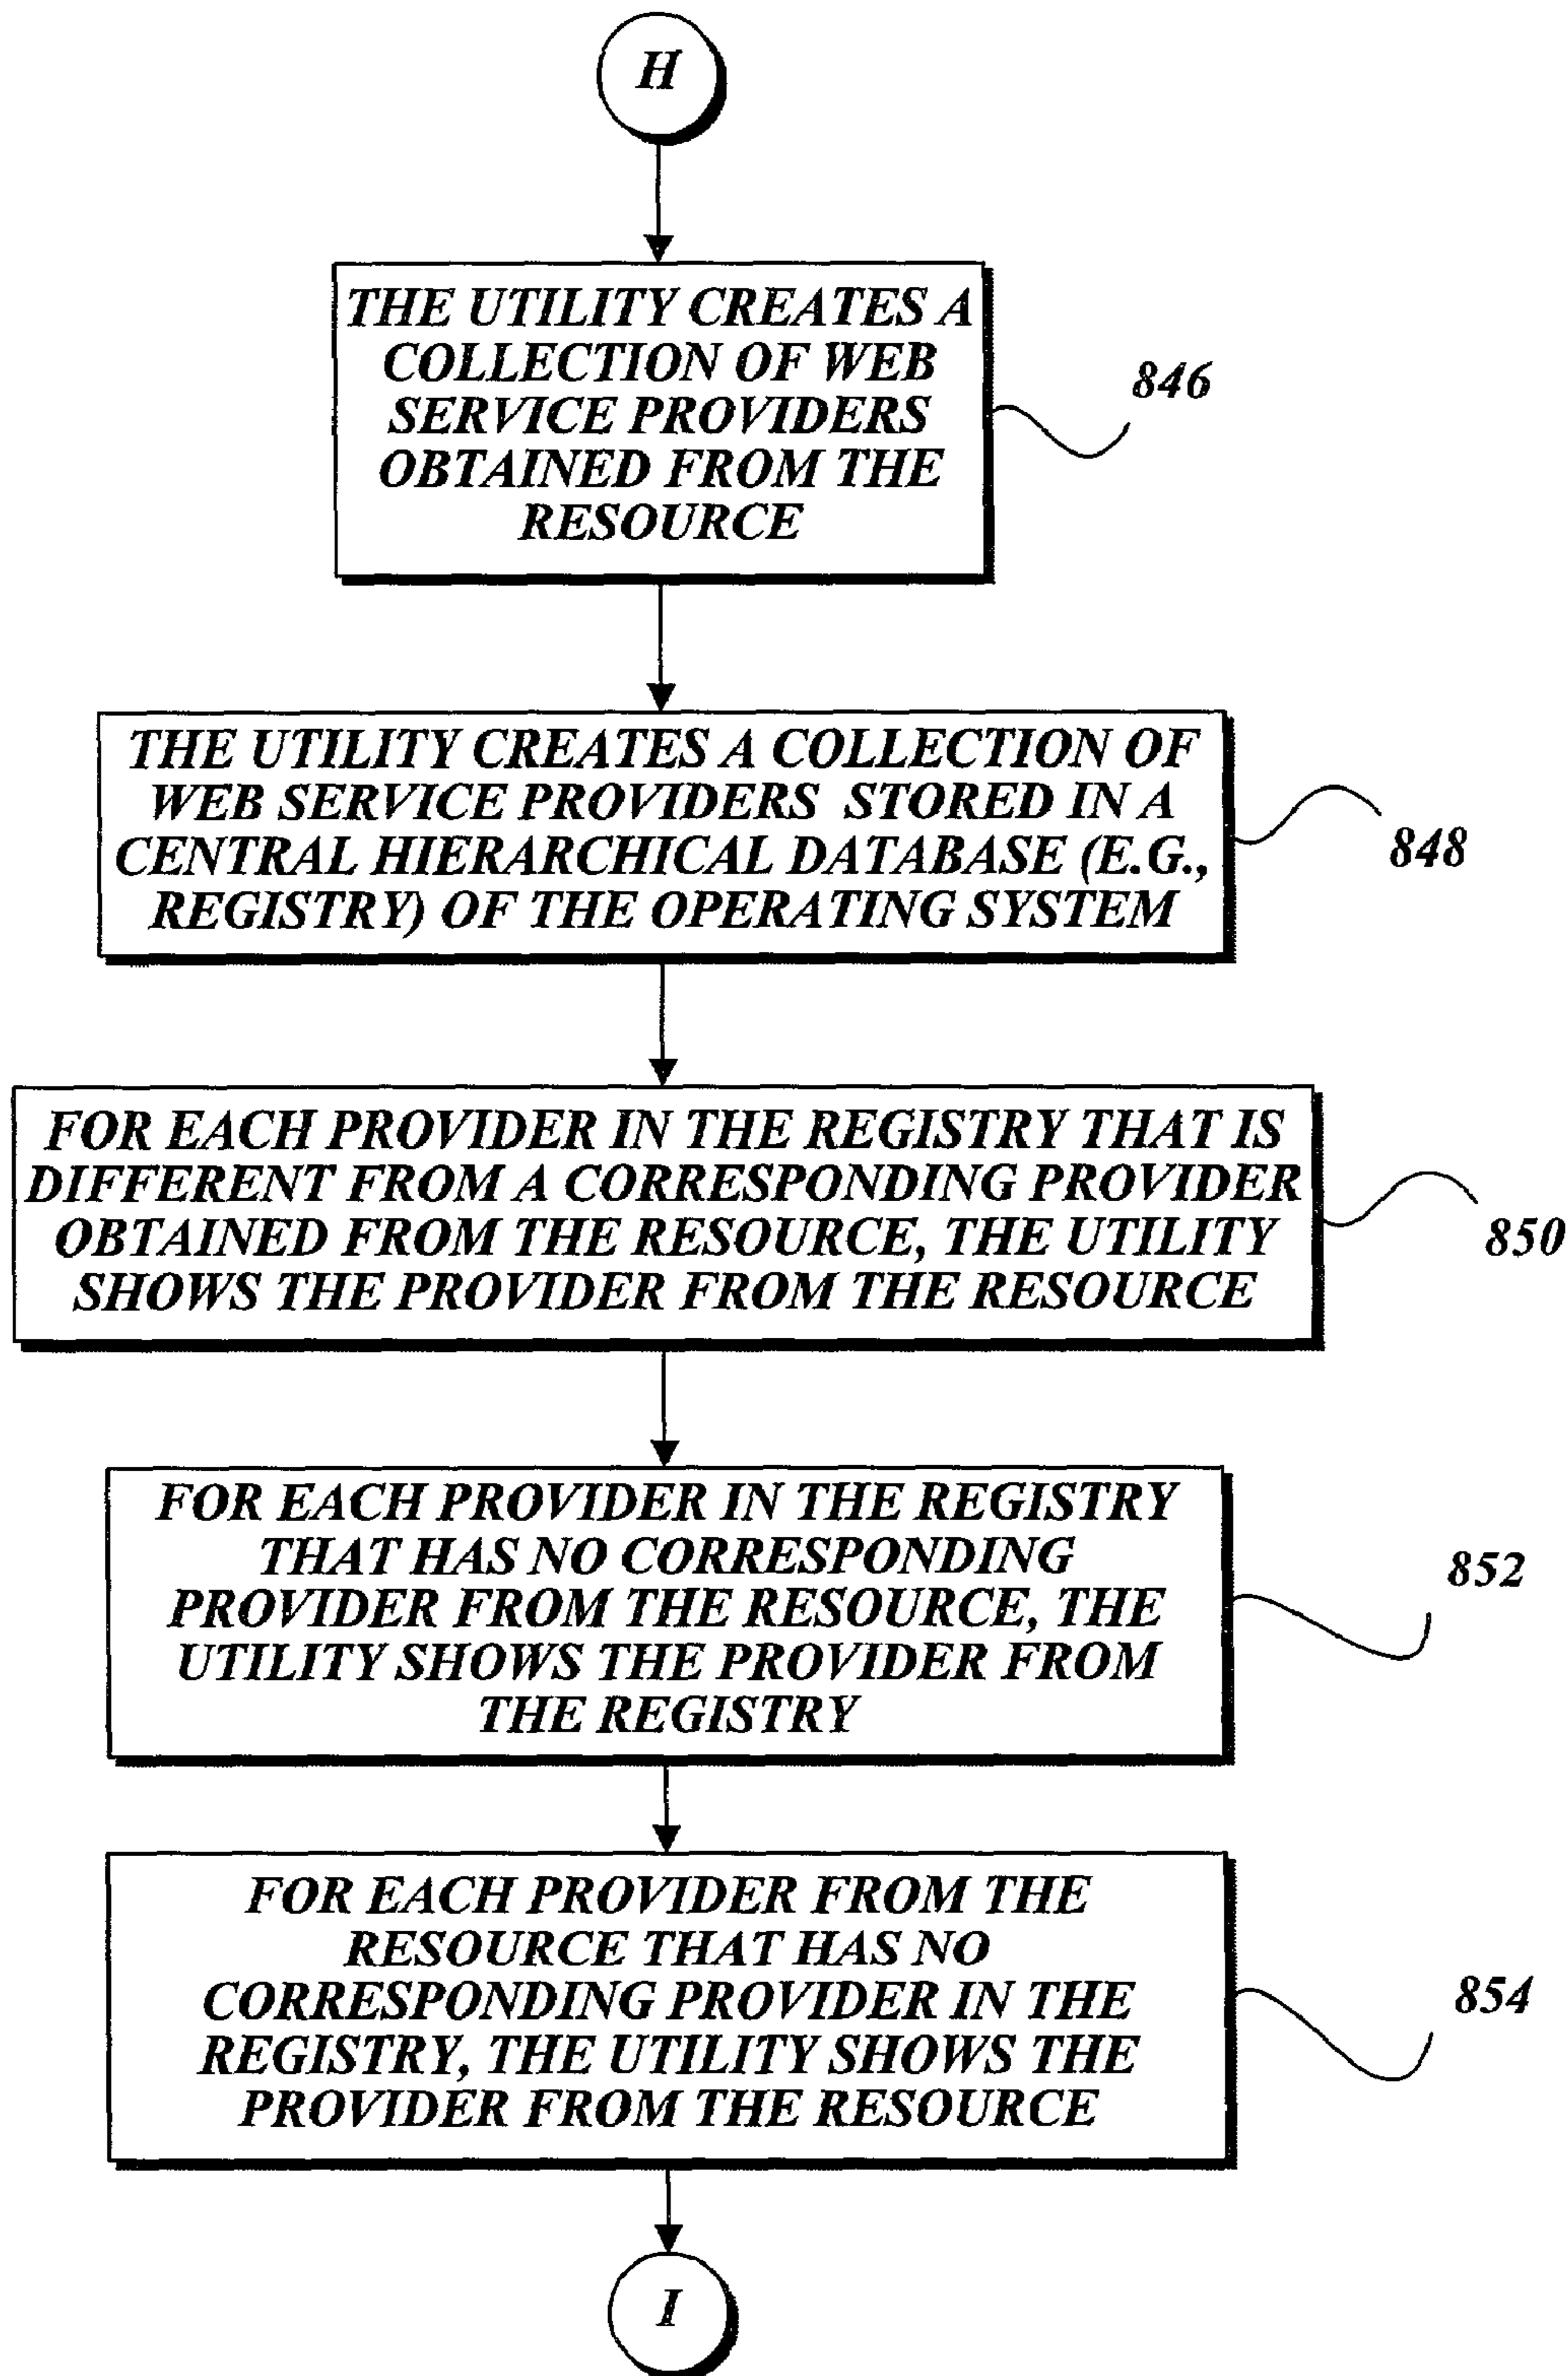 H
THE UTILITY CREATES A
COLLECTION OF WEB
SERVICE PROVIDERS
OBTAINED FROM THE
RESOURCE
846
THE UTILITY CREATES A COLLECTION OF
WEB SERVICE PROVIDERS STORED IN A
CENTRAL HIERARCHICAL DATABASE (E.G.,
REGISTRY) OF THE OPERATING SYSTEM
848
FOR EACH PROVIDER IN THE REGISTRY THAT IS
DIFFERENT FROM A CORRESPONDING PROVIDER
OBTAINED FROM THE RESOURCE, THE UTILITY
SHOWS THE PROVIDER FROM THE RESOURCE
850
FOR EACH PROVIDER IN THE REGISTRY
THAT HAS NO CORRESPONDING
PROVIDER FROM THE RESOURCE, THE
UTILITY SHOWS THE PROVIDER FROM
THE REGISTRY
852
FOR EACH PROVIDER FROM THE
RESOURCE THAT HAS NO
CORRESPONDING PROVIDER IN THE
REGISTRY, THE UTILITY SHOWS THE
PROVIDER FROM THE RESOURCE
854
I